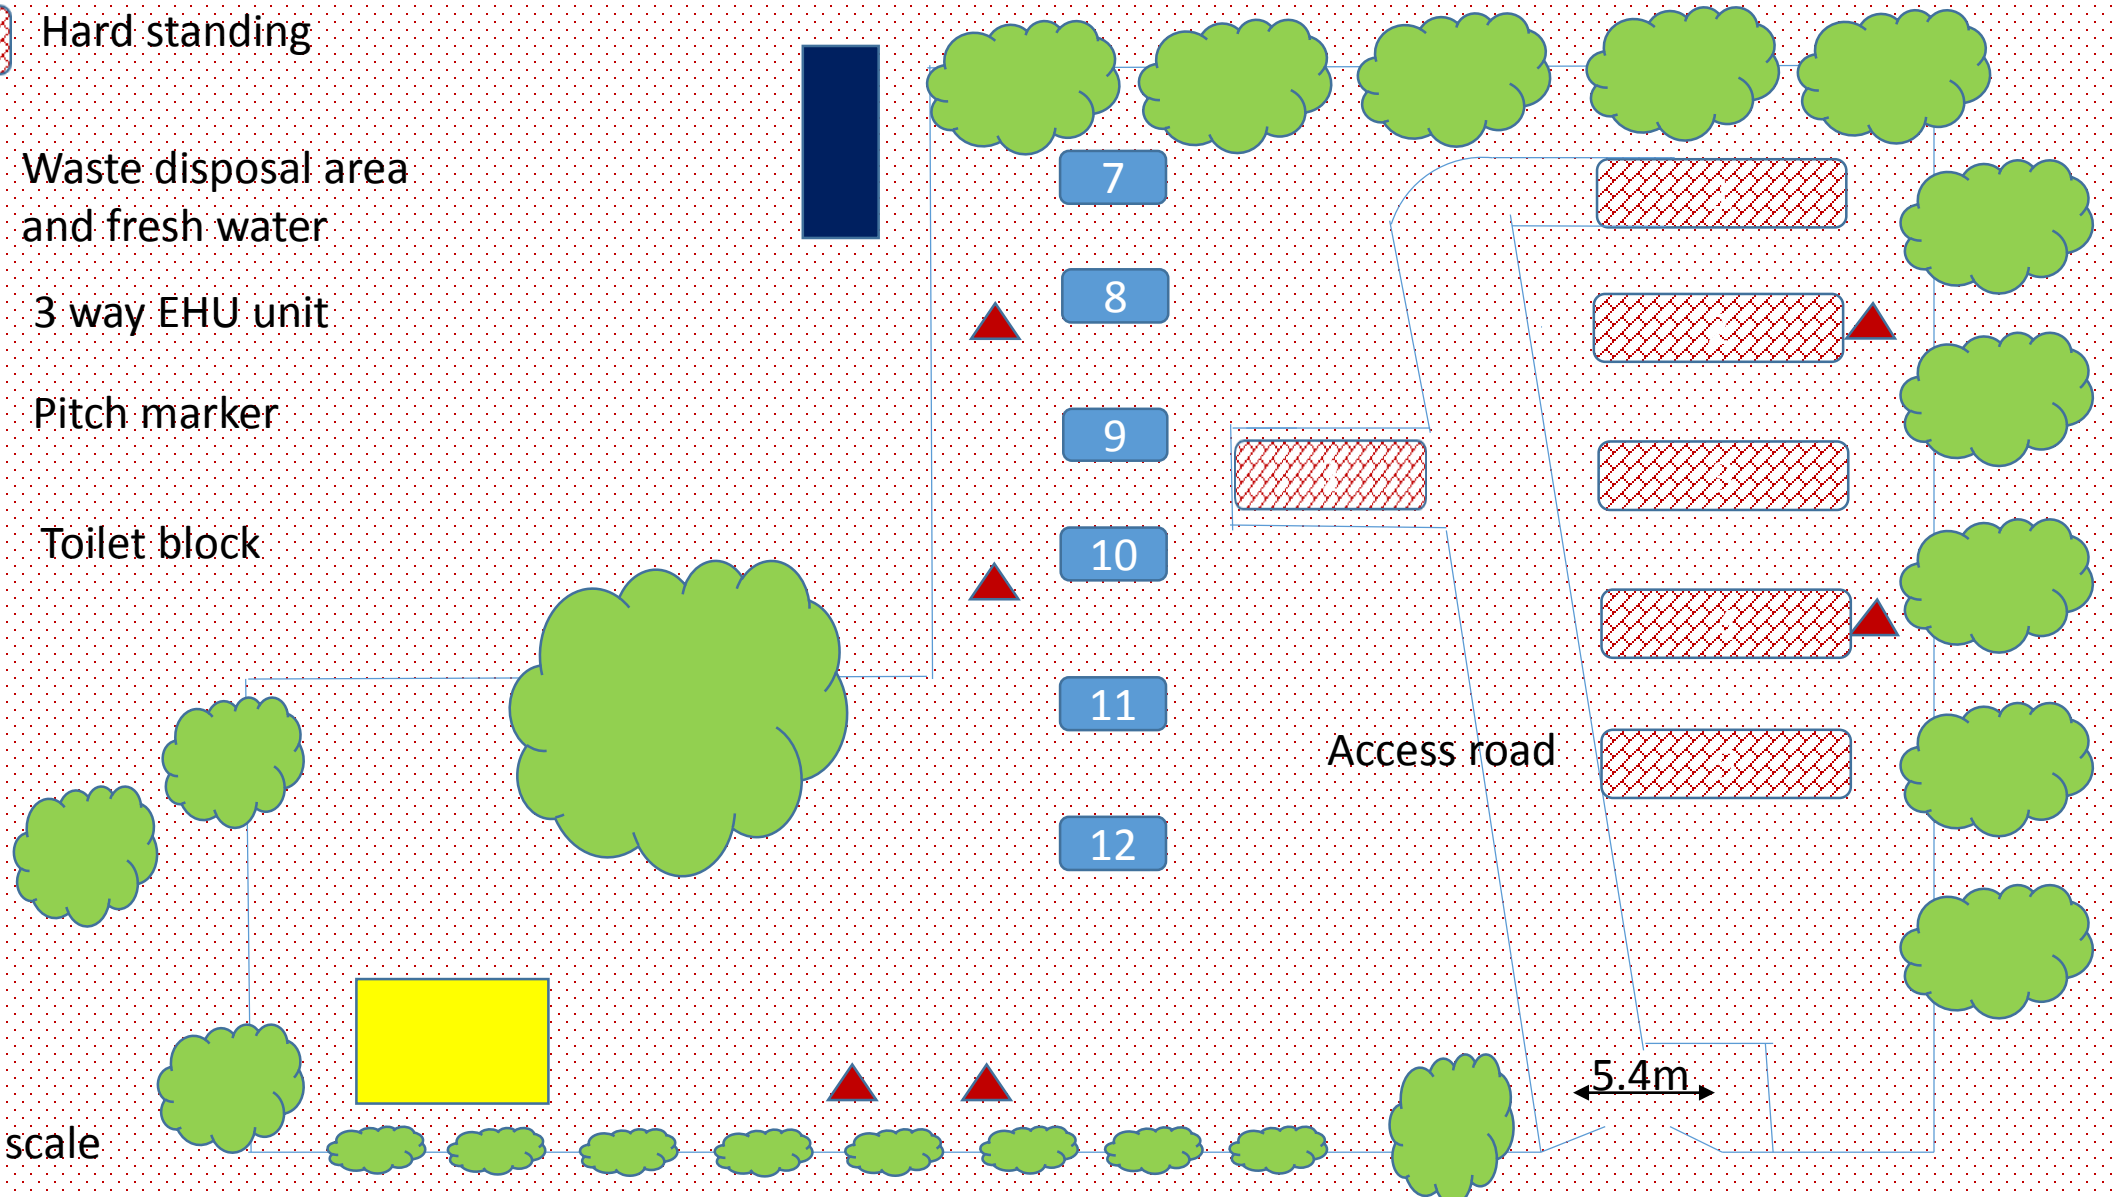 Hard standing
Waste disposal area
and fresh water
3 way EHU unit
Pitch marker
Toilet block
scale
7
8
9
10
11
12
Access road
5.4m